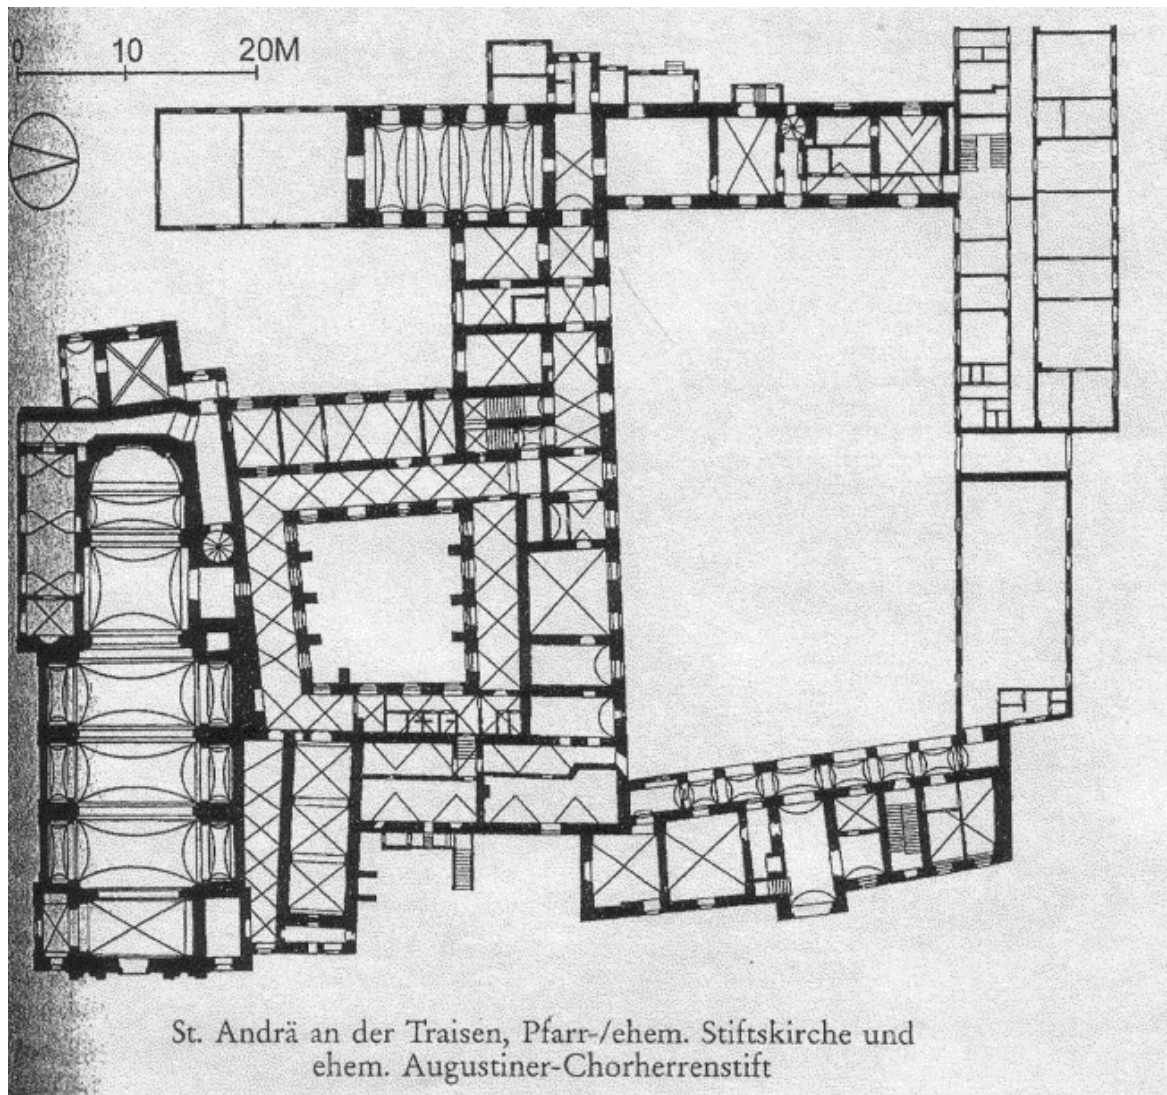 0 10 20M
St. Andrä an der Traisen, Pfarr-/ehem. Stiftskirche und
ehem. Augustiner-Chorherrenstift